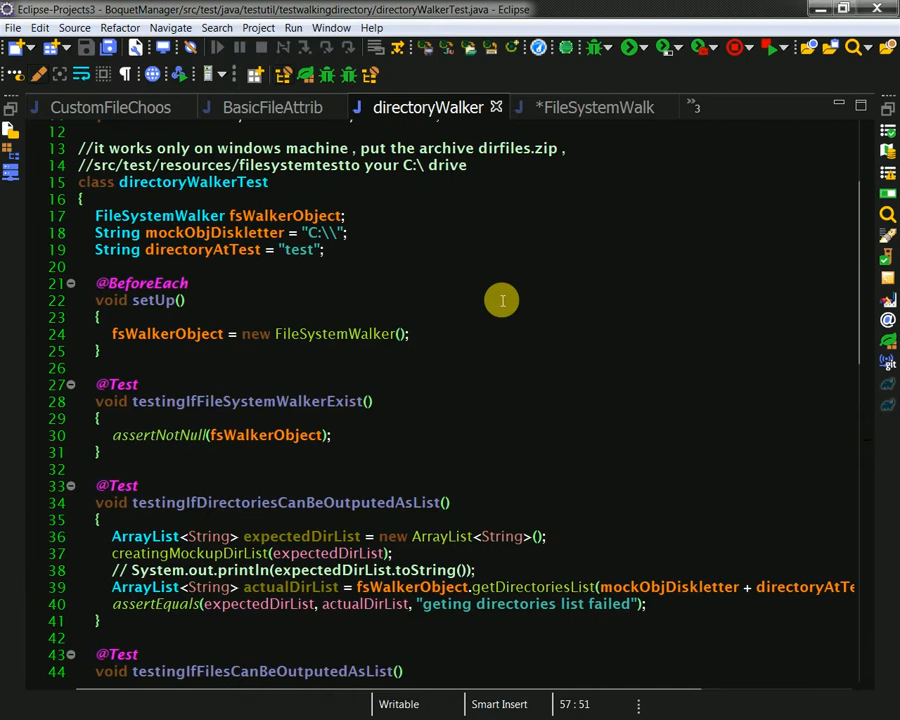 Eclipse-Projects3 - BoquetManager/src/test/java/testutil/testwalkingdirectory/directoryWalkerTest.java - Eclipse
File Edit Source Refactor Navigate Search Project Run Window Help
CustomFileChoos BasicFileAttrib directoryWalker *FileSystemWalk »3
12
13 //it works only on windows machine , put the archive dirfiles.zip ,
14 //src/test/resources/filesystemtestto your C:\ drive
15 class directoryWalkerTest
16 {
17 FileSystemWalker fsWalkerObject;
18 String mockObjDiskletter = "C:\\";
19 String directoryAtTest = "test";
20
21 @BeforeEach
22 void setUp()
23 {
24 fsWalkerObject = new FileSystemWalker();
25 }
26
27 @Test
28 void testingIfFileSystemWalkerExist()
29 {
30 assertNotNull(fsWalkerObject);
31 }
32
33 @Test
34 void testingIfDirectoriesCanBeOutputedAsList()
35 {
36 ArrayList<String> expectedDirList = new ArrayList<String>();
37 creatingMockupDirList(expectedDirList);
38 // System.out.println(expectedDirList.toString());
39 ArrayList<String> actualDirList = fsWalkerObject.getDirectoriesList(mockObjDiskletter + directoryAtTe
40 assertEquals(expectedDirList, actualDirList, "geting directories list failed");
41 }
42
43 @Test
44 void testingIfFilesCanBeOutputedAsList()
Writable Smart Insert 57 : 51